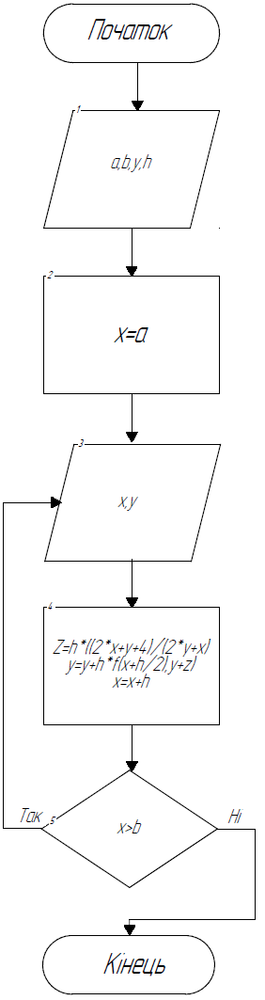 Початок
1
a,b,y,h
2
x=a
3
x,y
4
Z=h*((2*x+y+4)/(2*y+x)
y=y+h*f(x+h/2),y+z)
x=x+h
Так
5
x>b
Ні
Кінець